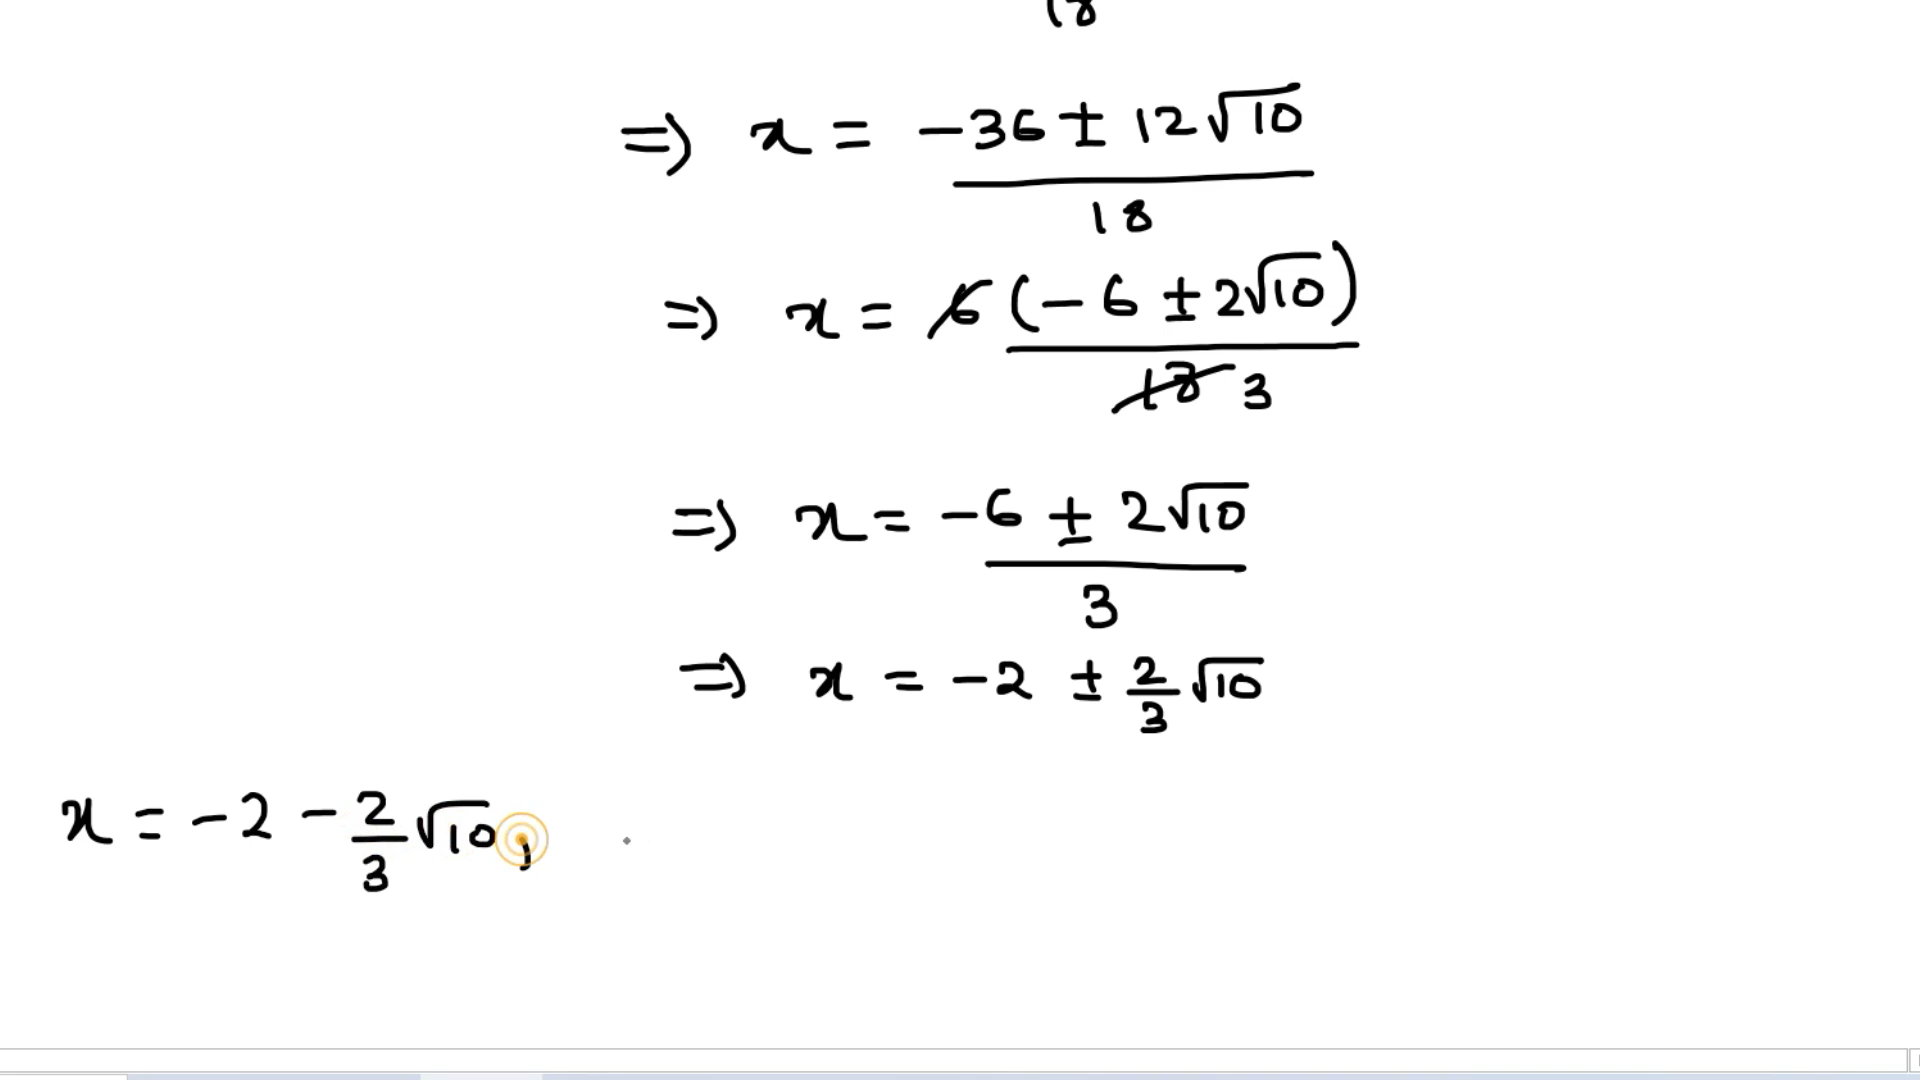 18
=> x = -36 ± 12√10
18
=> x = 6 (-6 ± 2√10)
18 3
=> x = -6 ± 2√10
3
=> x = -2 ± 2/3 √10
x = -2 - 2/3 √10,